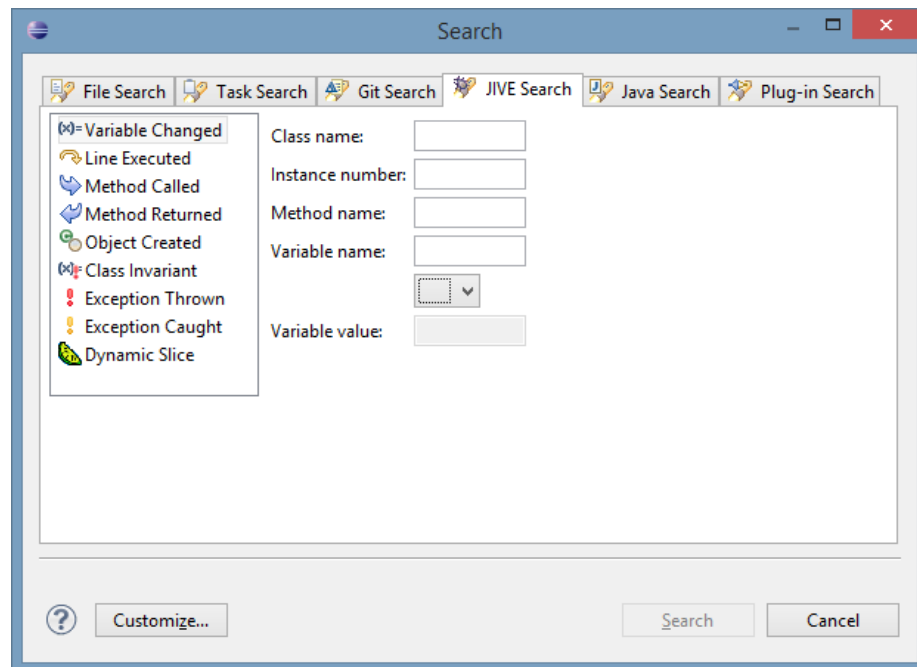 Search
File Search Task Search Git Search JIVE Search Java Search Plug-in Search
(x)= Variable Changed
Line Executed
Method Called
Method Returned
Object Created
Class Invariant
Exception Thrown
Exception Caught
Dynamic Slice
Class name:
Instance number:
Method name:
Variable name:
Variable value:
Customize...
Search
Cancel